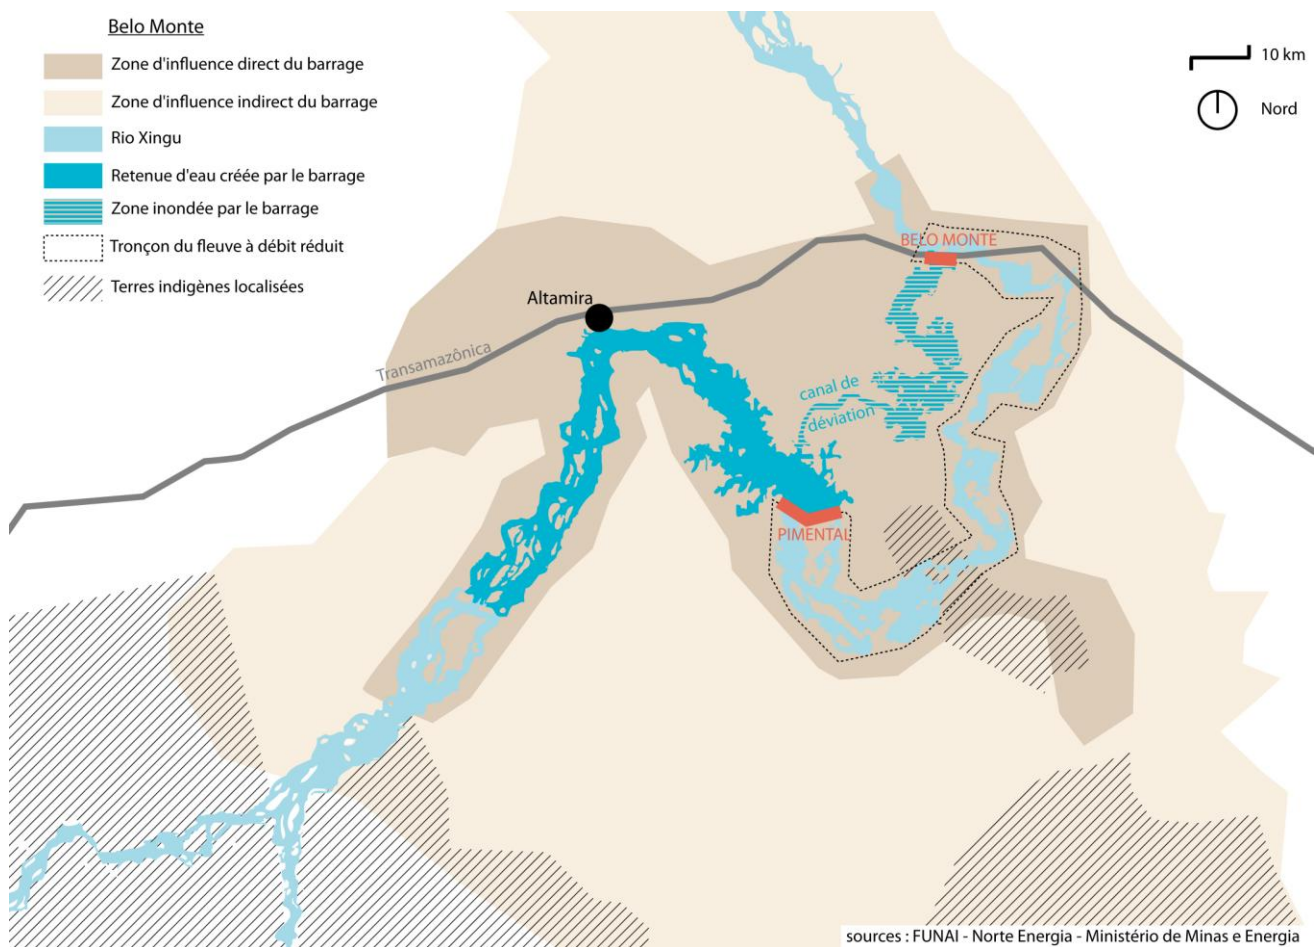 Belo Monte
Zone d'influence direct du barrage
Zone d'influence indirect du barrage
Rio Xingu
Retenue d'eau créée par le barrage
Zone inondée par le barrage
Tronçon du fleuve à débit réduit
Terres indigènes localisées
10 km
Nord
BELO MONTE
Altamira
Transamazônica
canal de
déviation
PIMENTAL
sources : FUNAI - Norte Energia - Ministério de Minas e Energia